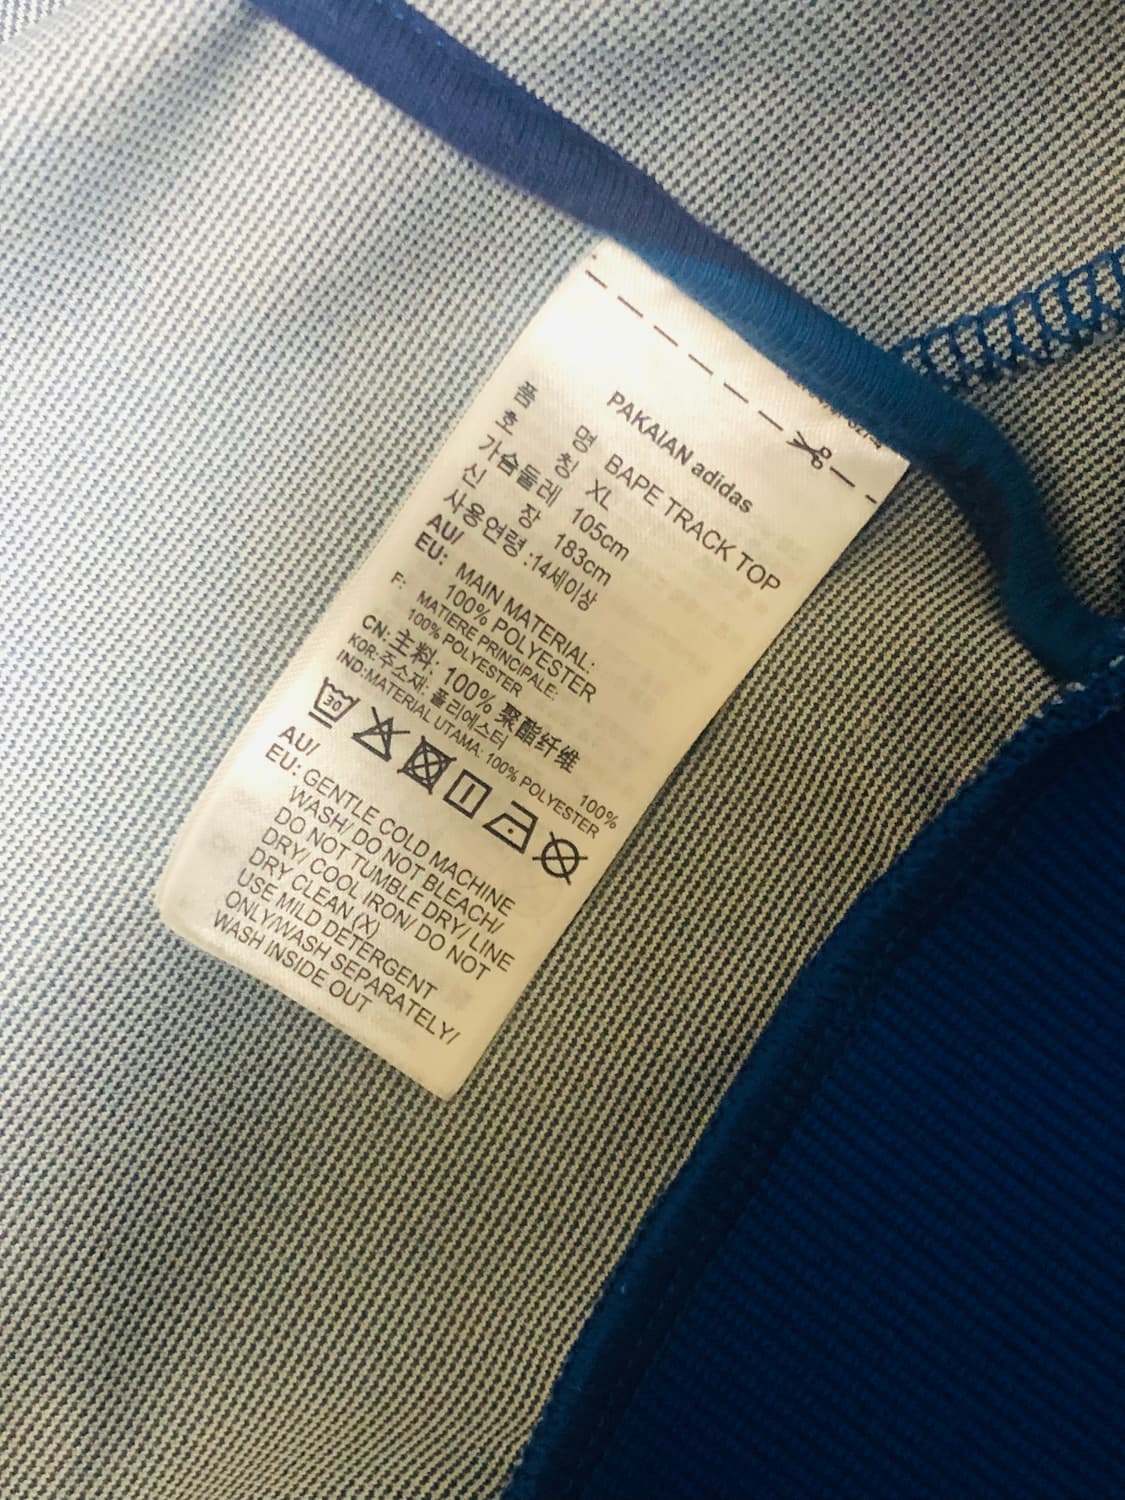 PAKAIAN adidas
품 명 BAPE TRACK TOP
호 칭 XL
가슴둘레 105cm
신 장 183cm
사용연령 :14세이상
AU/
EU: MAIN MATERIAL:
100% POLYESTER
F: MATIERE PRINCIPALE:
100% POLYESTER
CN: 主料: 100% 聚酯纤维
KOR: 주소재: 폴리에스터 100%
IND:MATERIAL UTAMA: 100% POLYESTER
30
AU/
EU: GENTLE COLD MACHINE
WASH/ DO NOT BLEACH/
DO NOT TUMBLE DRY/ LINE
DRY/ COOL IRON/ DO NOT
DRY CLEAN (X)
USE MILD DETERGENT
ONLY/WASH SEPARATELY/
WASH INSIDE OUT